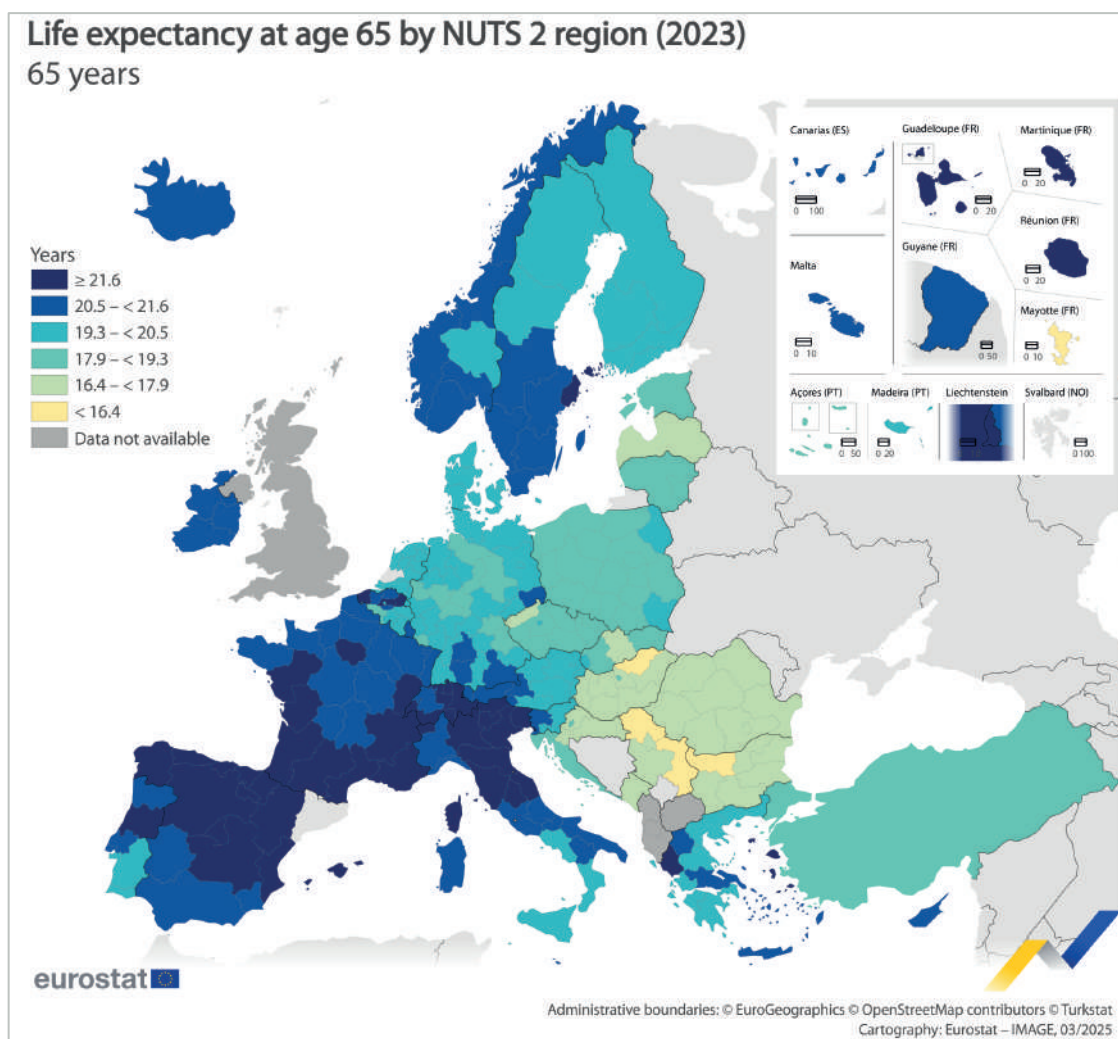 Life expectancy at age 65 by NUTS 2 region (2023)
65 years
Years
≥ 21.6
20.5 – < 21.6
19.3 – < 20.5
17.9 – < 19.3
16.4 – < 17.9
< 16.4
Data not available
Canarias (ES)
0 100
Guadeloupe (FR)
0 20
Martinique (FR)
0 20
Malta
0 10
Guyane (FR)
0 50
Réunion (FR)
0 20
Mayotte (FR)
0 10
Açores (PT)
0 50
Madeira (PT)
0 20
Liechtenstein
Svalbard (NO)
0 100
eurostat
Administrative boundaries: © EuroGeographics © OpenStreetMap contributors © Turkstat
Cartography: Eurostat – IMAGE, 03/2025